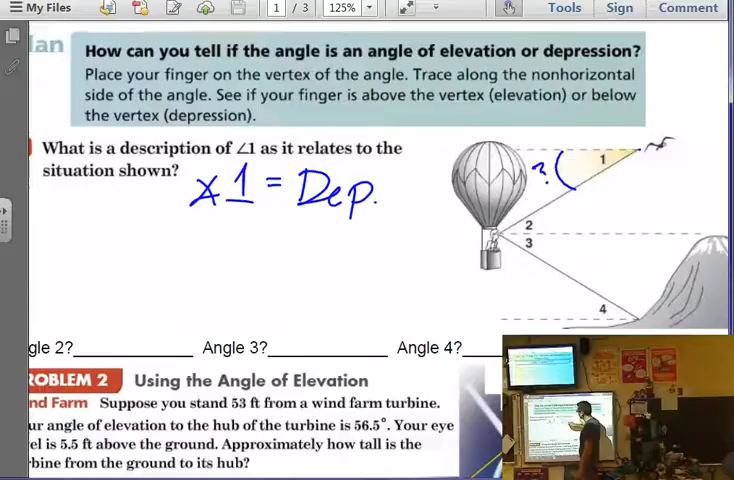 My Files 1 / 3 125% Tools Sign Comment
lan
How can you tell if the angle is an angle of elevation or depression?
Place your finger on the vertex of the angle. Trace along the nonhorizontal
side of the angle. See if your finger is above the vertex (elevation) or below
the vertex (depression).
What is a description of ∠1 as it relates to the
situation shown?
∡ 1 = Dep.
?
1
2
3
4
gle 2?____________ Angle 3?____________ Angle 4?____
ROBLEM 2 Using the Angle of Elevation
nd Farm Suppose you stand 53 ft from a wind farm turbine.
ur angle of elevation to the hub of the turbine is 56.5°. Your eye
vel is 5.5 ft above the ground. Approximately how tall is the
rbine from the ground to its hub?